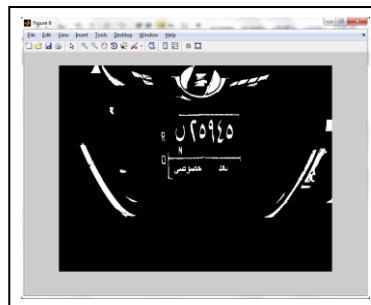 Figure 6
File Edit View Insert Tools Desktop Window Help
R
٢٥٩٤٥ ن
N
خصوصي